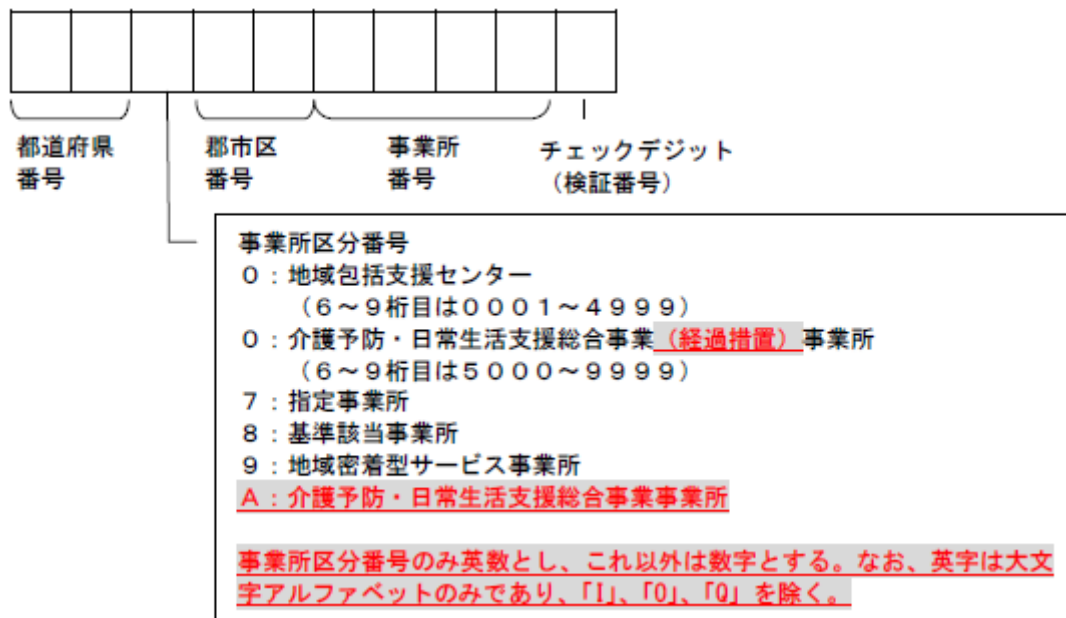 都道府県
番号
郡市区
番号
事業所
番号
チェックデジット
（検証番号）
事業所区分番号
０：地域包括支援センター
（６～９桁目は０００１～４９９９）
０：介護予防・日常生活支援総合事業（経過措置）事業所
（６～９桁目は５０００～９９９９）
７：指定事業所
８：基準該当事業所
９：地域密着型サービス事業所
Ａ：介護予防・日常生活支援総合事業事業所
事業所区分番号のみ英数とし、これ以外は数字とする。なお、英字は大文
字アルファベットのみであり、「I」、「O」、「Q」を除く。